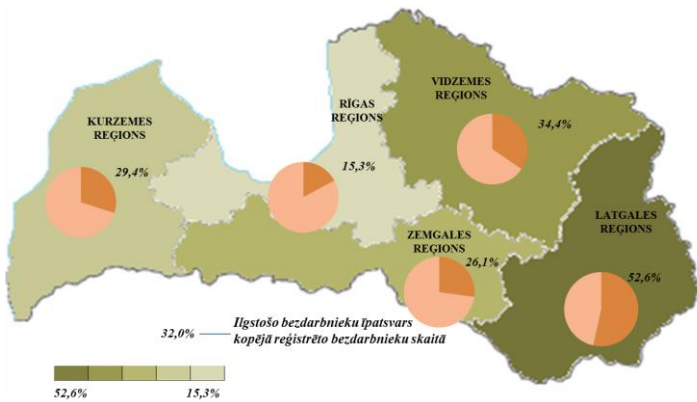 VIDZEMES
REĢIONS
34,4%
RĪGAS
REĢIONS
15,3%
KURZEMES
REĢIONS
29,4%
LATGALES
REĢIONS
52,6%
ZEMGALES
REĢIONS
26,1%
32,0%
Ilgstošo bezdarbnieku īpatsvars
kopējā reģistrēto bezdarbnieku skaitā
52,6%
15,3%